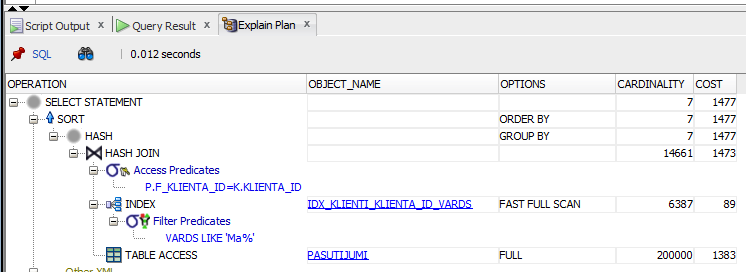 Script Output x Query Result x Explain Plan x
SQL | 0.012 seconds
OPERATION OBJECT_NAME OPTIONS CARDINALITY COST
SELECT STATEMENT 7 1477
SORT ORDER BY 7 1477
HASH GROUP BY 7 1477
HASH JOIN 14661 1473
Access Predicates
P.F_KLIENTA_ID=K.KLIENTA_ID
INDEX IDX_KLIENTI_KLIENTA_ID_VARDS FAST FULL SCAN 6387 89
Filter Predicates
VARDS LIKE 'Ma%'
TABLE ACCESS PASUTIJUMI FULL 200000 1383
Other XML